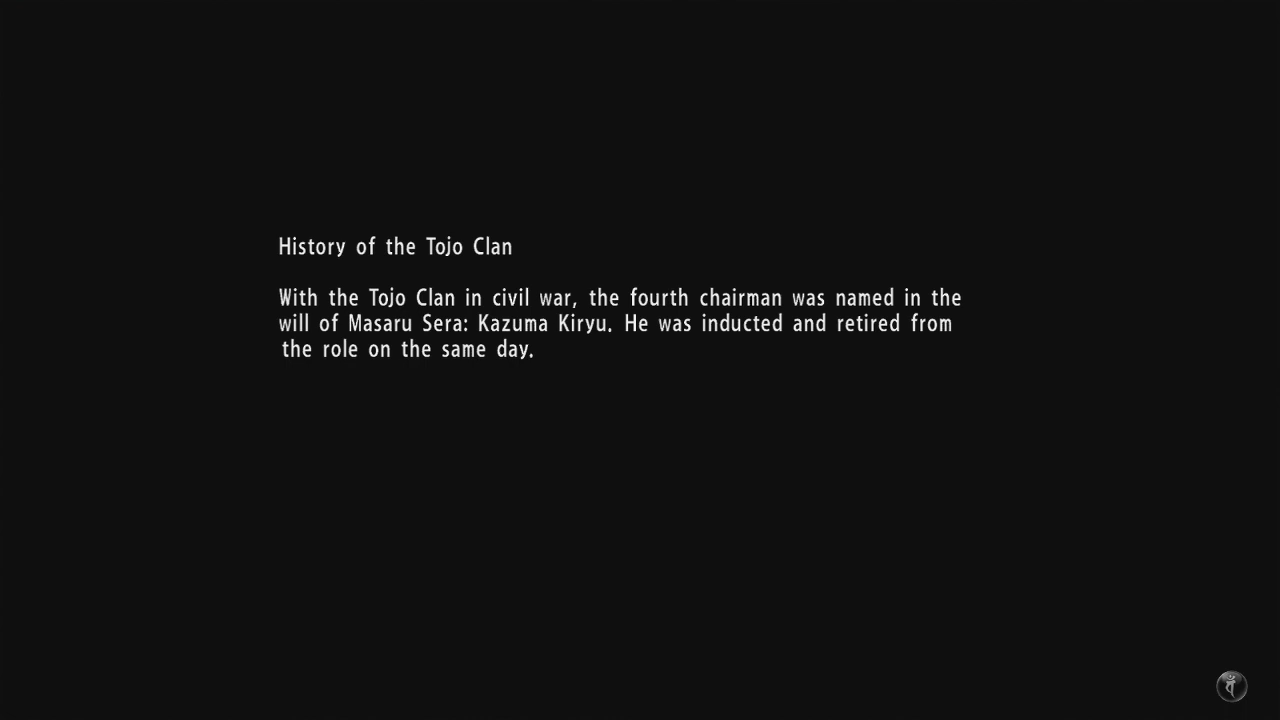 History of the Tojo Clan
With the Tojo Clan in civil war, the fourth chairman was named in the
will of Masaru Sera: Kazuma Kiryu. He was inducted and retired from
the role on the same day.